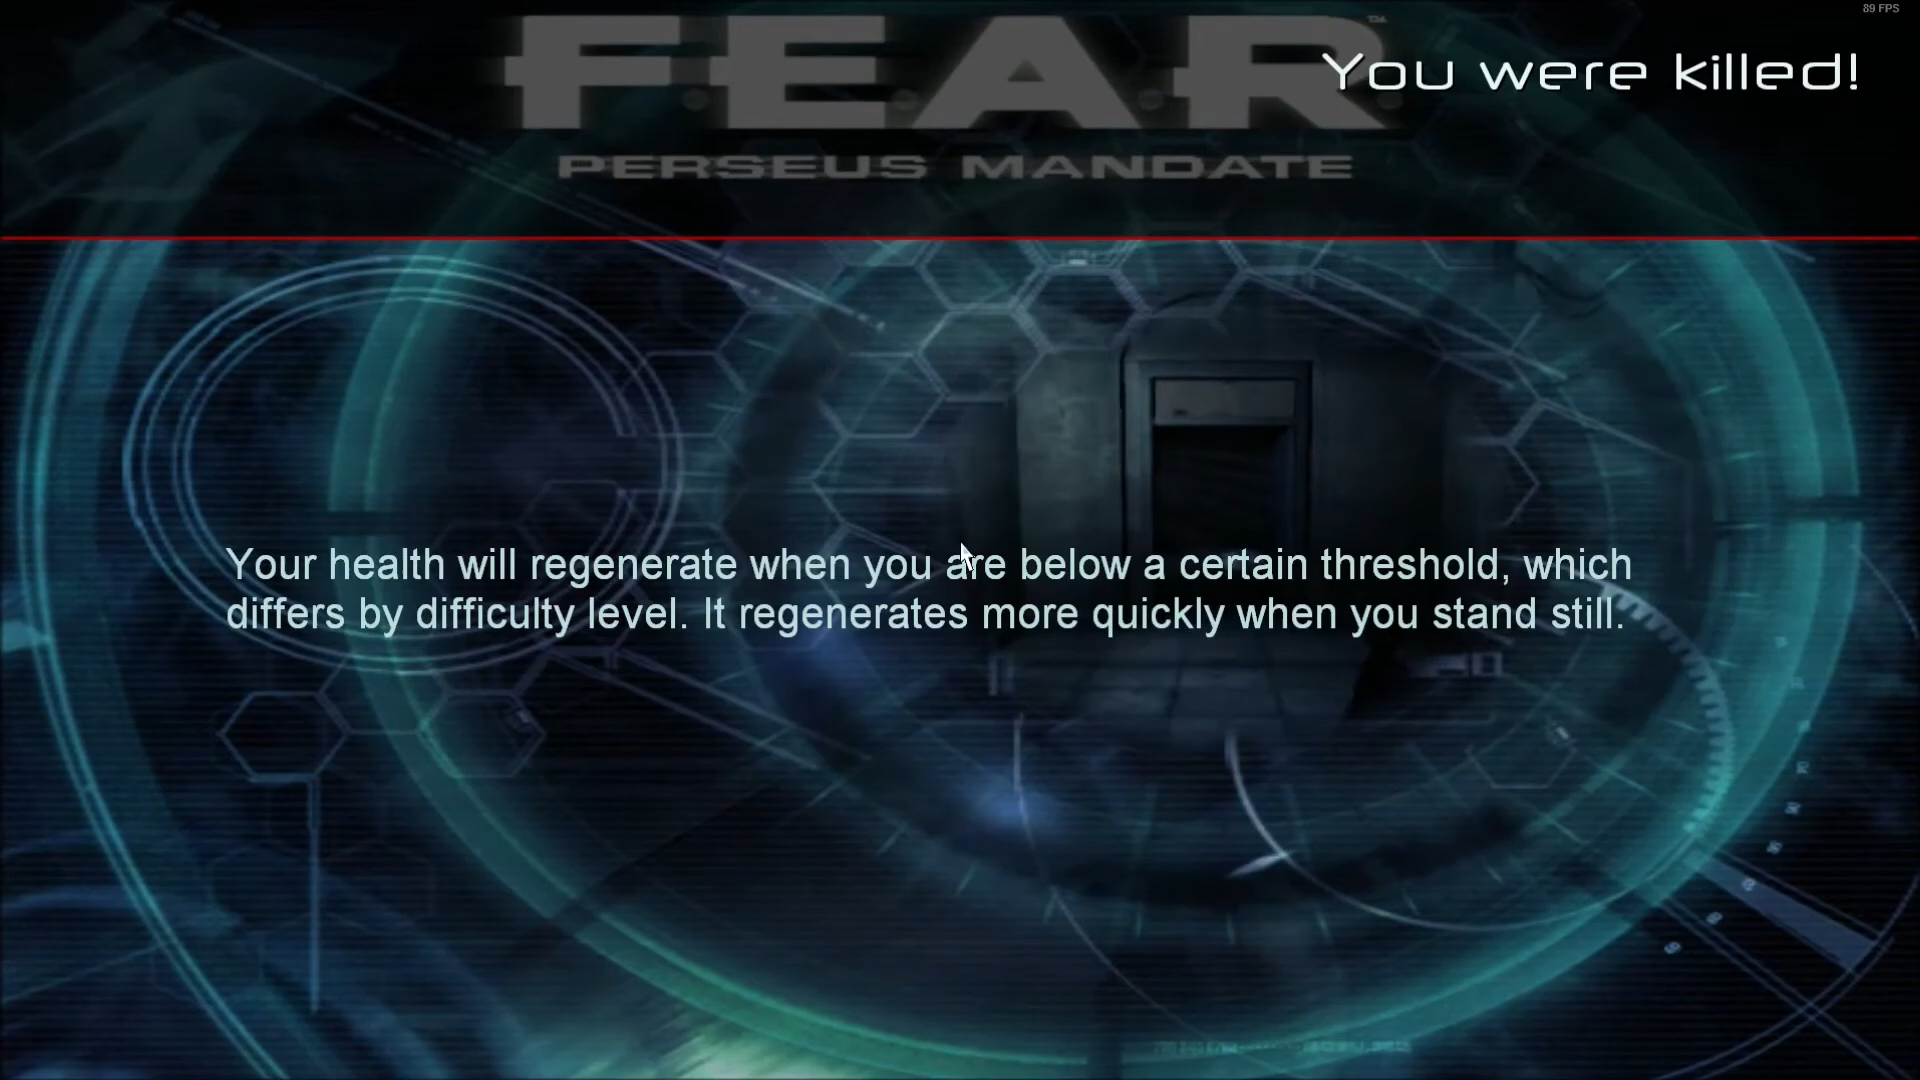 89 FPS
F.E.A.R.
™
You were killed!
PERSEUS MANDATE
Your health will regenerate when you are below a certain threshold, which
differs by difficulty level. It regenerates more quickly when you stand still.